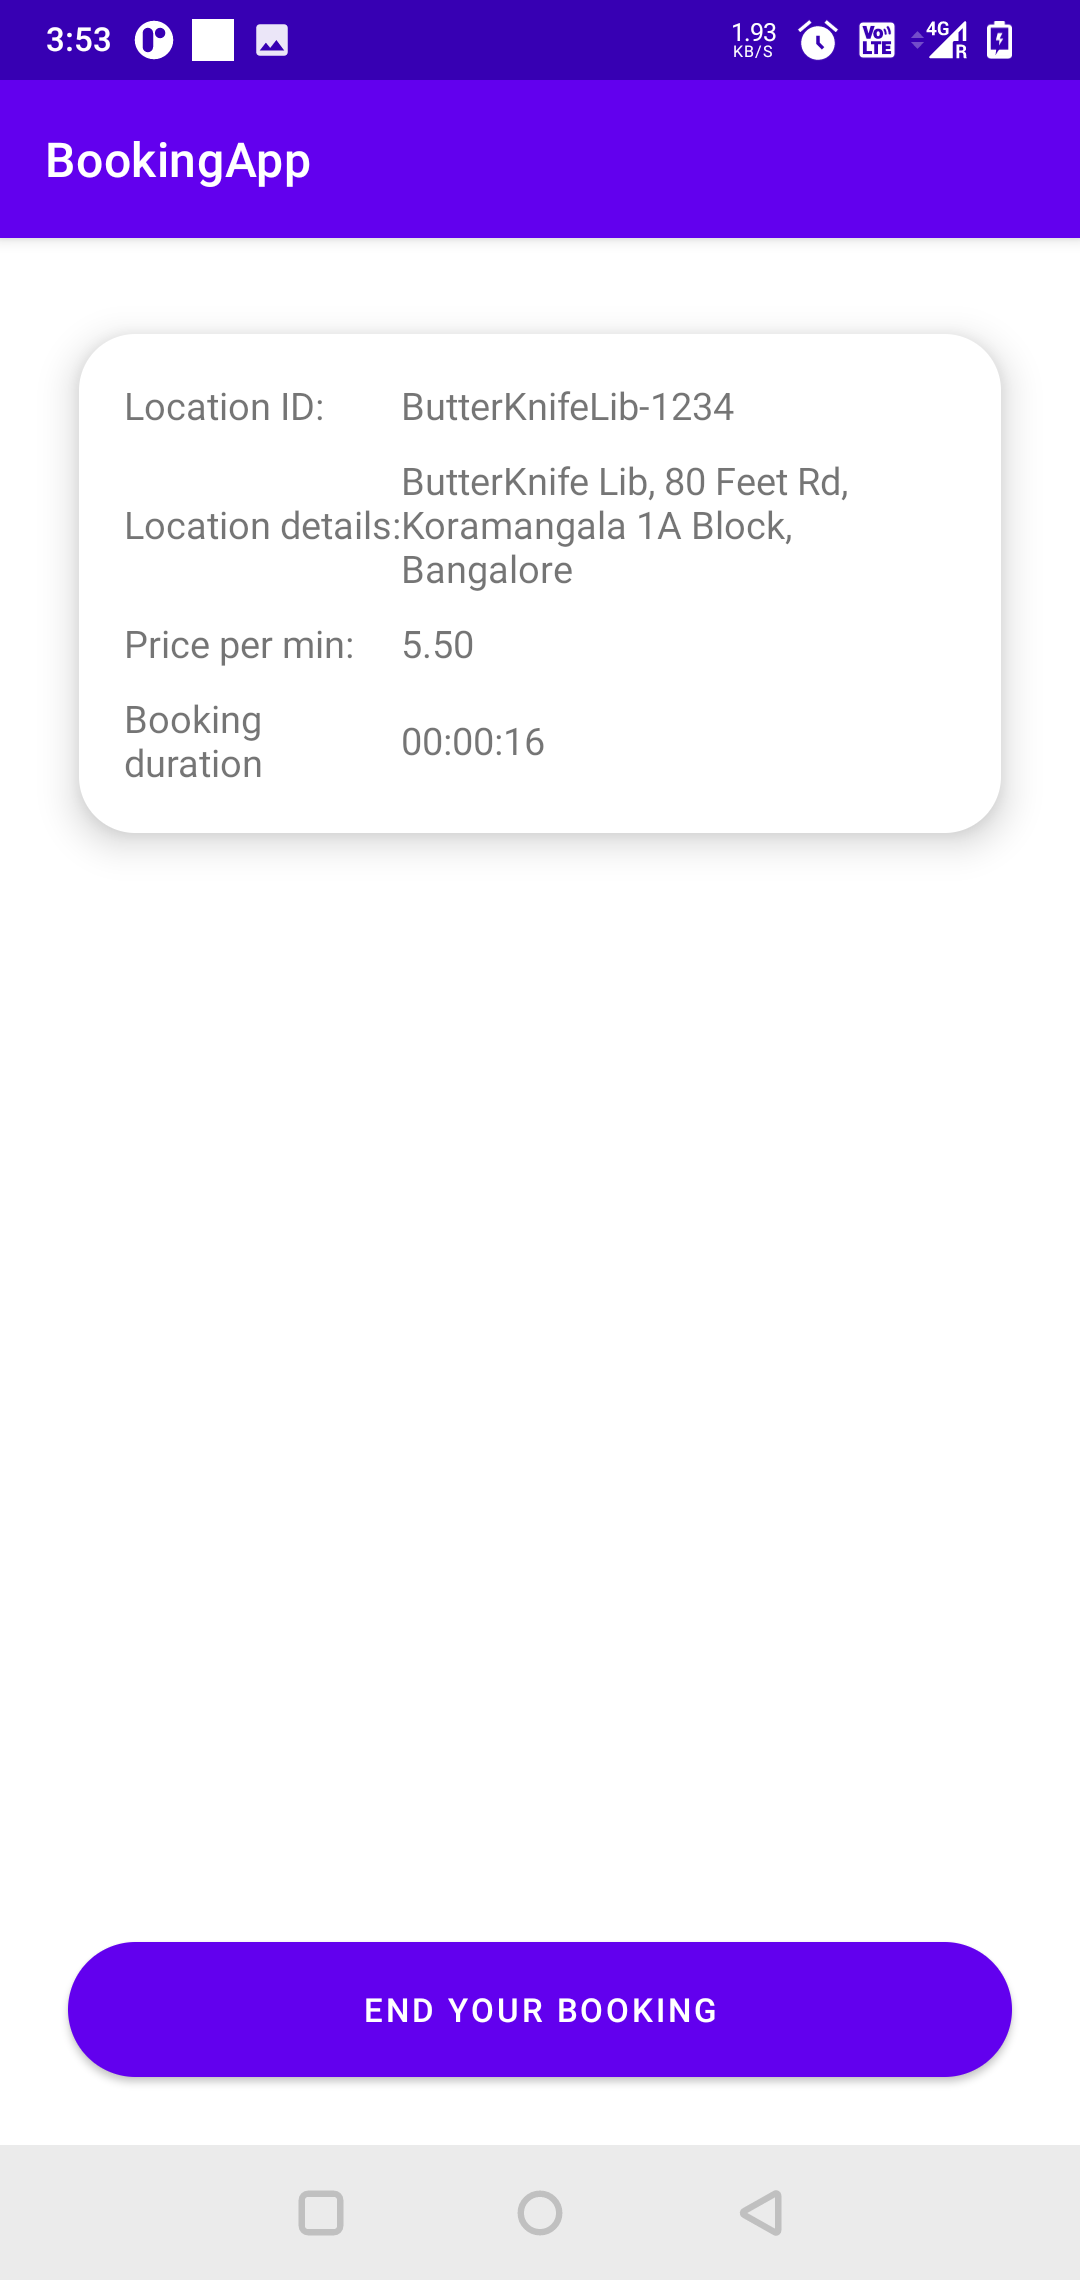 3:53
1.93
KB/S
Vo
LTE
4G
R
BookingApp
Location ID: ButterKnifeLib-1234
ButterKnife Lib, 80 Feet Rd,
Location details: Koramangala 1A Block,
Bangalore
Price per min: 5.50
Booking
duration
00:00:16
END YOUR BOOKING